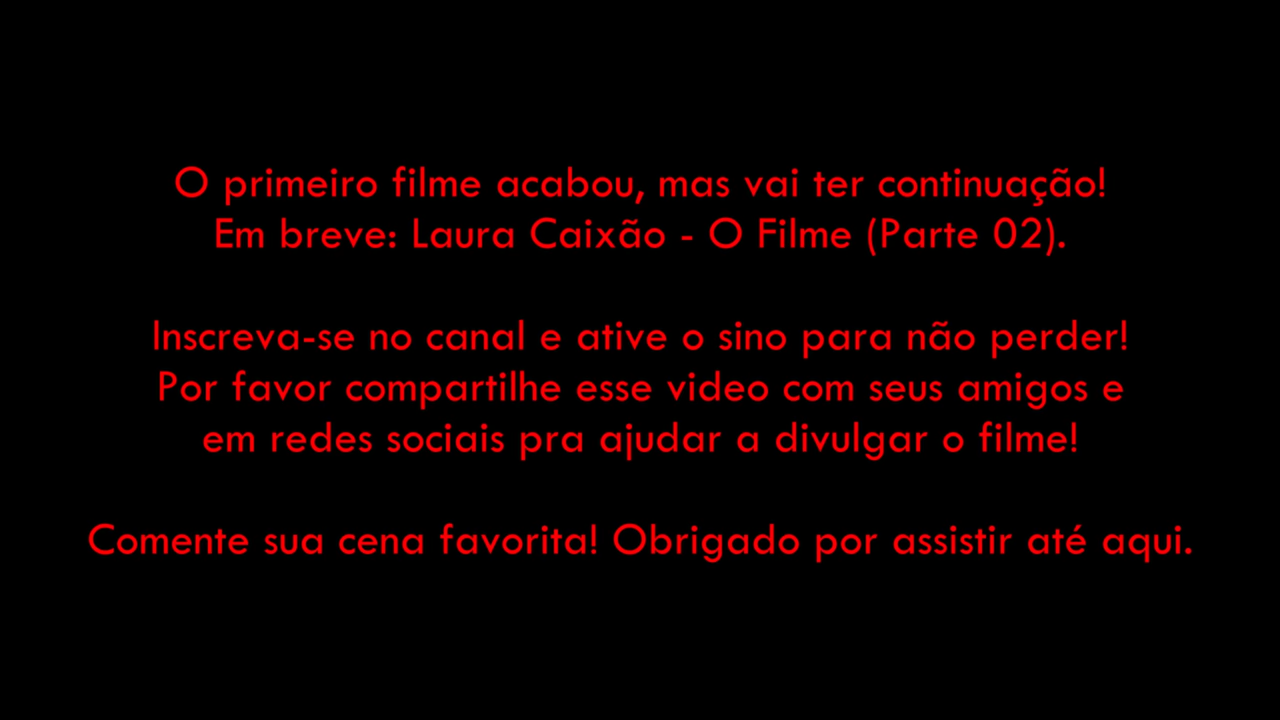 O primeiro filme acabou, mas vai ter continuação!
Em breve: Laura Caixão - O Filme (Parte 02).
Inscreva-se no canal e ative o sino para não perder!
Por favor compartilhe esse video com seus amigos e
em redes sociais pra ajudar a divulgar o filme!
Comente sua cena favorita! Obrigado por assistir até aqui.